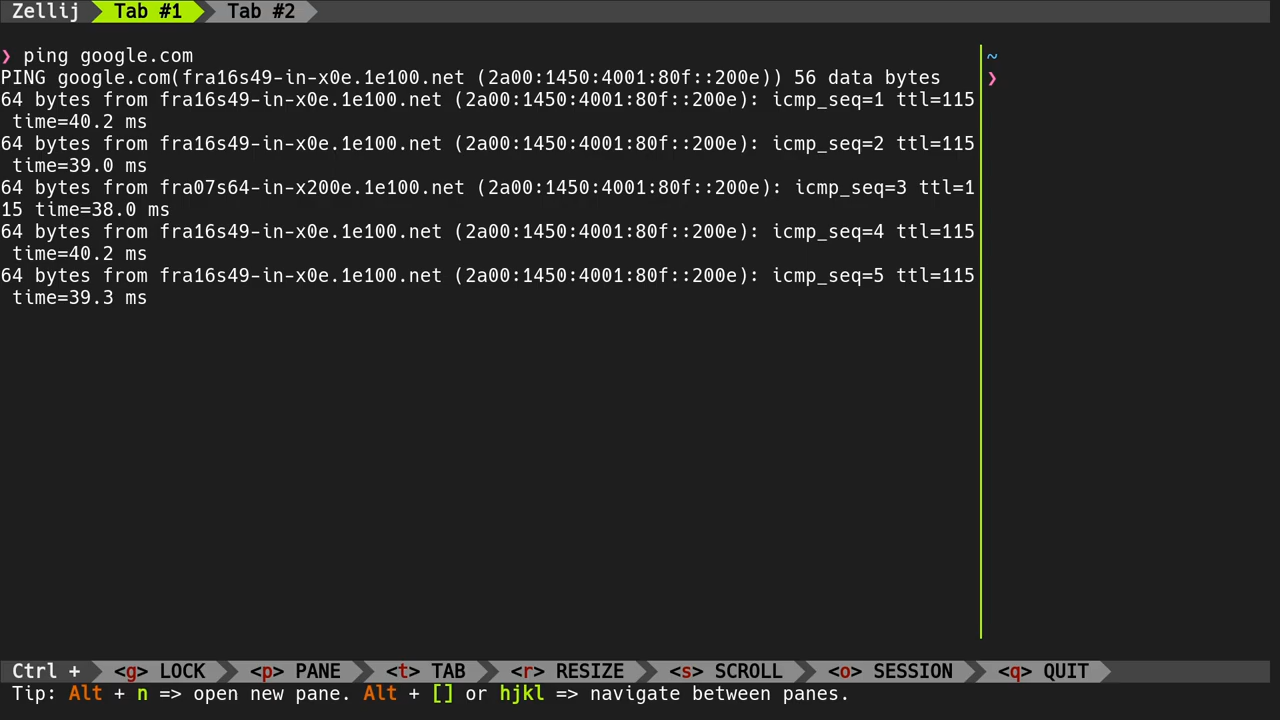 Zellij Tab #1 Tab #2
❯ ping google.com
PING google.com(fra16s49-in-x0e.1e100.net (2a00:1450:4001:80f::200e)) 56 data bytes
64 bytes from fra16s49-in-x0e.1e100.net (2a00:1450:4001:80f::200e): icmp_seq=1 ttl=115
time=40.2 ms
64 bytes from fra16s49-in-x0e.1e100.net (2a00:1450:4001:80f::200e): icmp_seq=2 ttl=115
time=39.0 ms
64 bytes from fra07s64-in-x200e.1e100.net (2a00:1450:4001:80f::200e): icmp_seq=3 ttl=1
15 time=38.0 ms
64 bytes from fra16s49-in-x0e.1e100.net (2a00:1450:4001:80f::200e): icmp_seq=4 ttl=115
time=40.2 ms
64 bytes from fra16s49-in-x0e.1e100.net (2a00:1450:4001:80f::200e): icmp_seq=5 ttl=115
time=39.3 ms
~
❯
Ctrl + <g> LOCK <p> PANE <t> TAB <r> RESIZE <s> SCROLL <o> SESSION <q> QUIT
Tip: Alt + n => open new pane. Alt + [] or hjkl => navigate between panes.